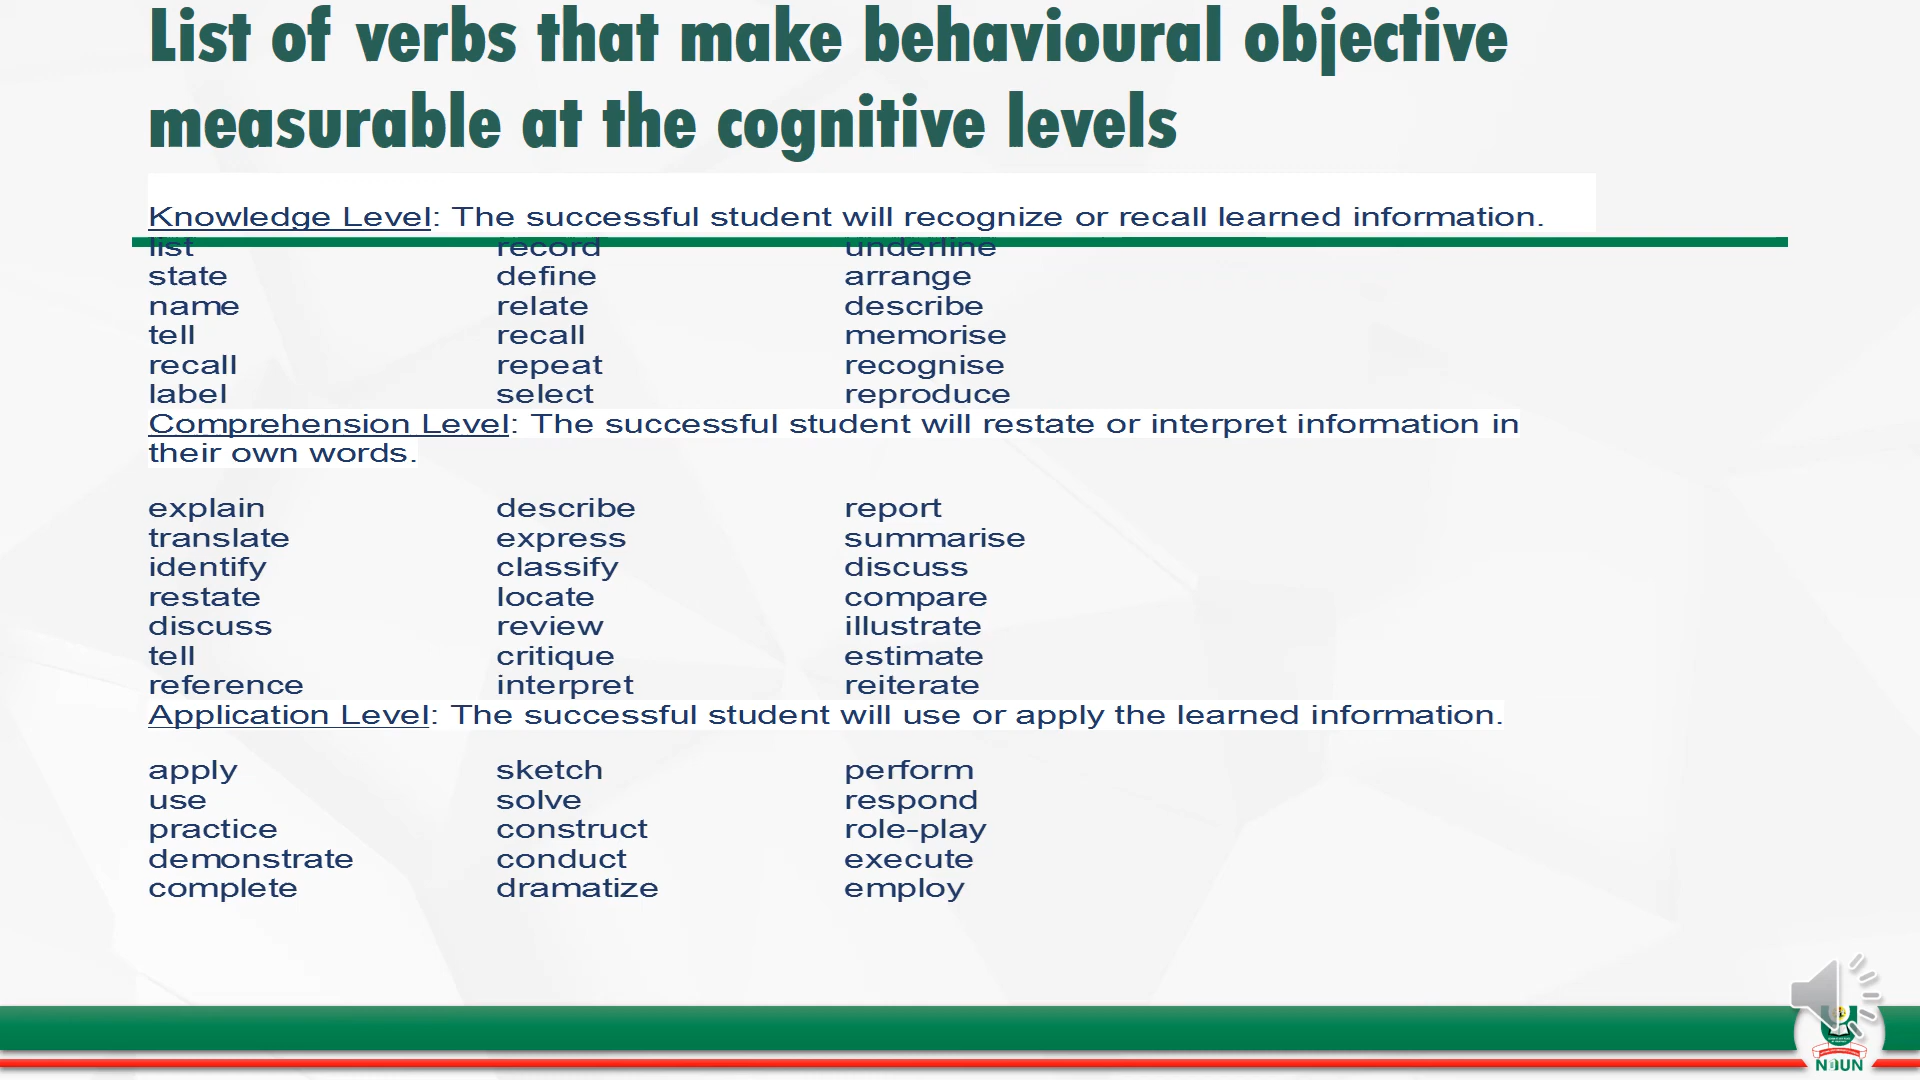 List of verbs that make behavioural objective
measurable at the cognitive levels
Knowledge Level: The successful student will recognize or recall learned information.
list record underline
state define arrange
name relate describe
tell recall memorise
recall repeat recognise
label select reproduce
Comprehension Level: The successful student will restate or interpret information in
their own words.
explain describe report
translate express summarise
identify classify discuss
restate locate compare
discuss review illustrate
tell critique estimate
reference interpret reiterate
Application Level: The successful student will use or apply the learned information.
apply sketch perform
use solve respond
practice construct role-play
demonstrate conduct execute
complete dramatize employ
NOUN